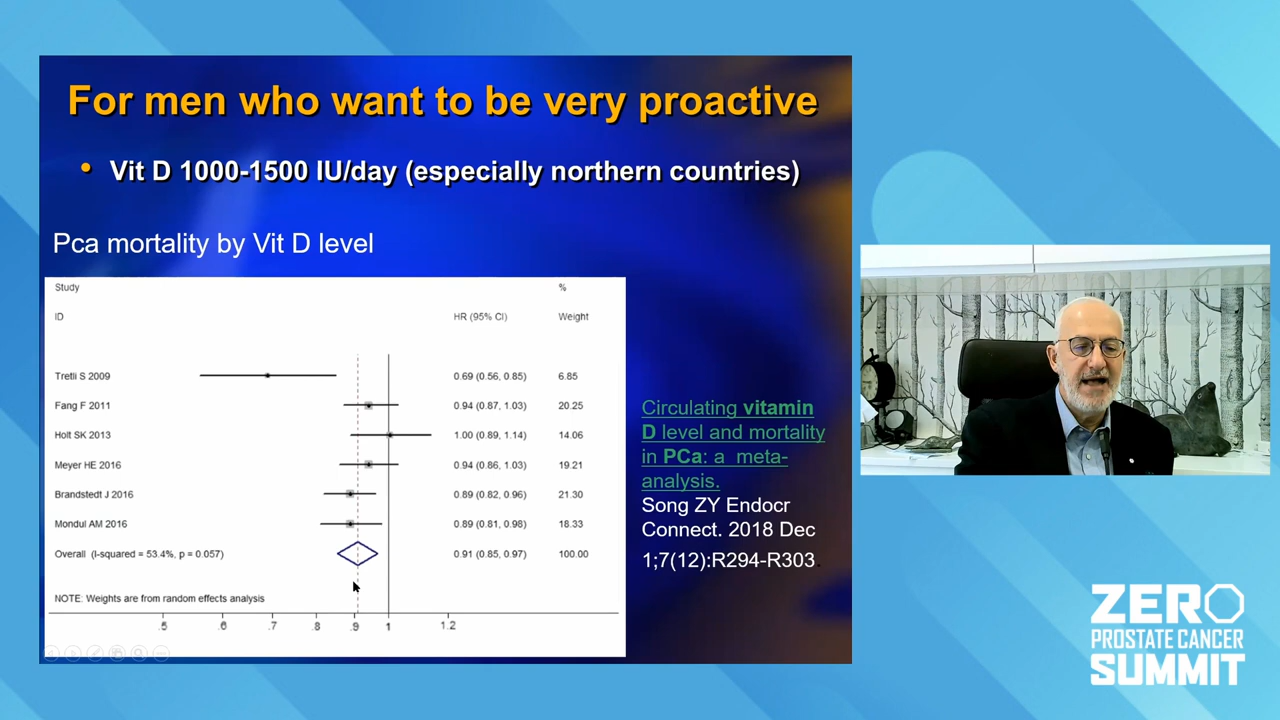 For men who want to be very proactive
• Vit D 1000-1500 IU/day (especially northern countries)
Pca mortality by Vit D level
Study %
ID HR (95% CI) Weight
Tretli S 2009 0.69 (0.56, 0.85) 6.85
Fang F 2011 0.94 (0.87, 1.03) 20.25
Holt SK 2013 1.00 (0.89, 1.14) 14.06
Meyer HE 2016 0.94 (0.86, 1.03) 19.21
Brandstedt J 2016 0.89 (0.82, 0.96) 21.30
Mondul AM 2016 0.89 (0.81, 0.98) 18.33
Overall (I-squared = 53.4%, p = 0.057) 0.91 (0.85, 0.97) 100.00
NOTE: Weights are from random effects analysis
.5 .6 .7 .8 .9 1 1.2
Circulating vitamin
D level and mortality
in PCa: a meta-
analysis.
Song ZY Endocr
Connect. 2018 Dec
1;7(12):R294-R303.
ZERO
PROSTATE CANCER
SUMMIT